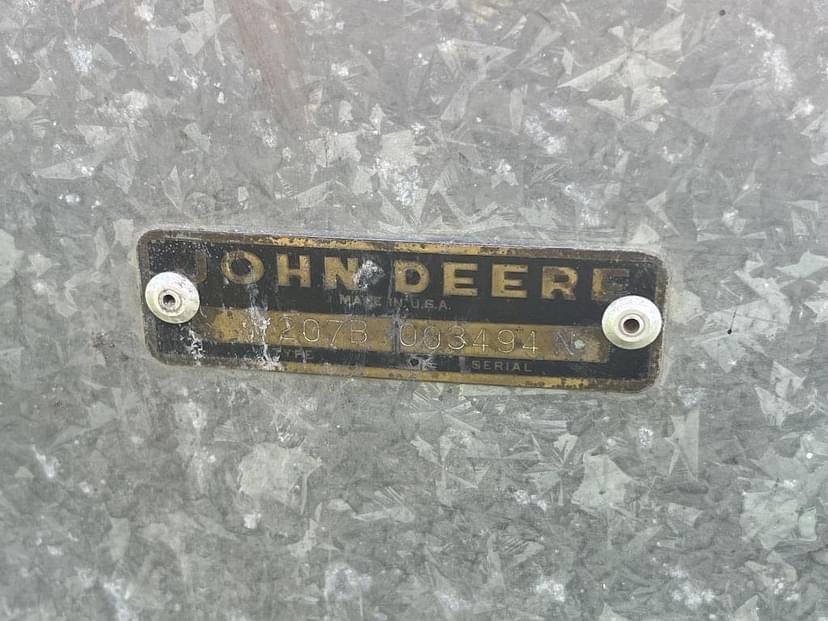 JOHN DEERE
MADE IN U.S.A.
207B 003494 N
TYPE SERIAL